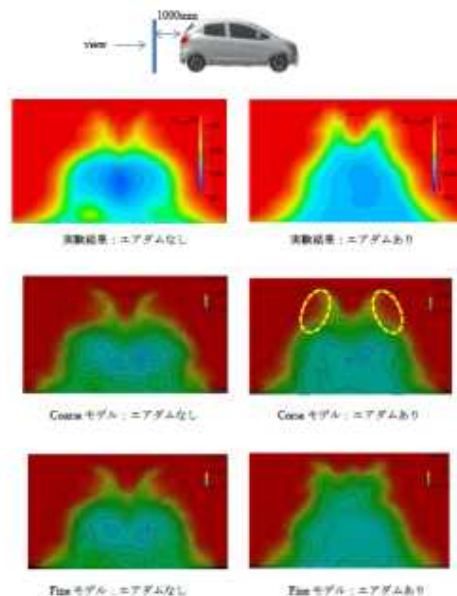 1000mm
view
実験結果：エアダムなし
実験結果：エアダムあり
Coarse モデル：エアダムなし
Corse モデル：エアダムあり
Fine モデル：エアダムなし
Fine モデル：エアダムあり